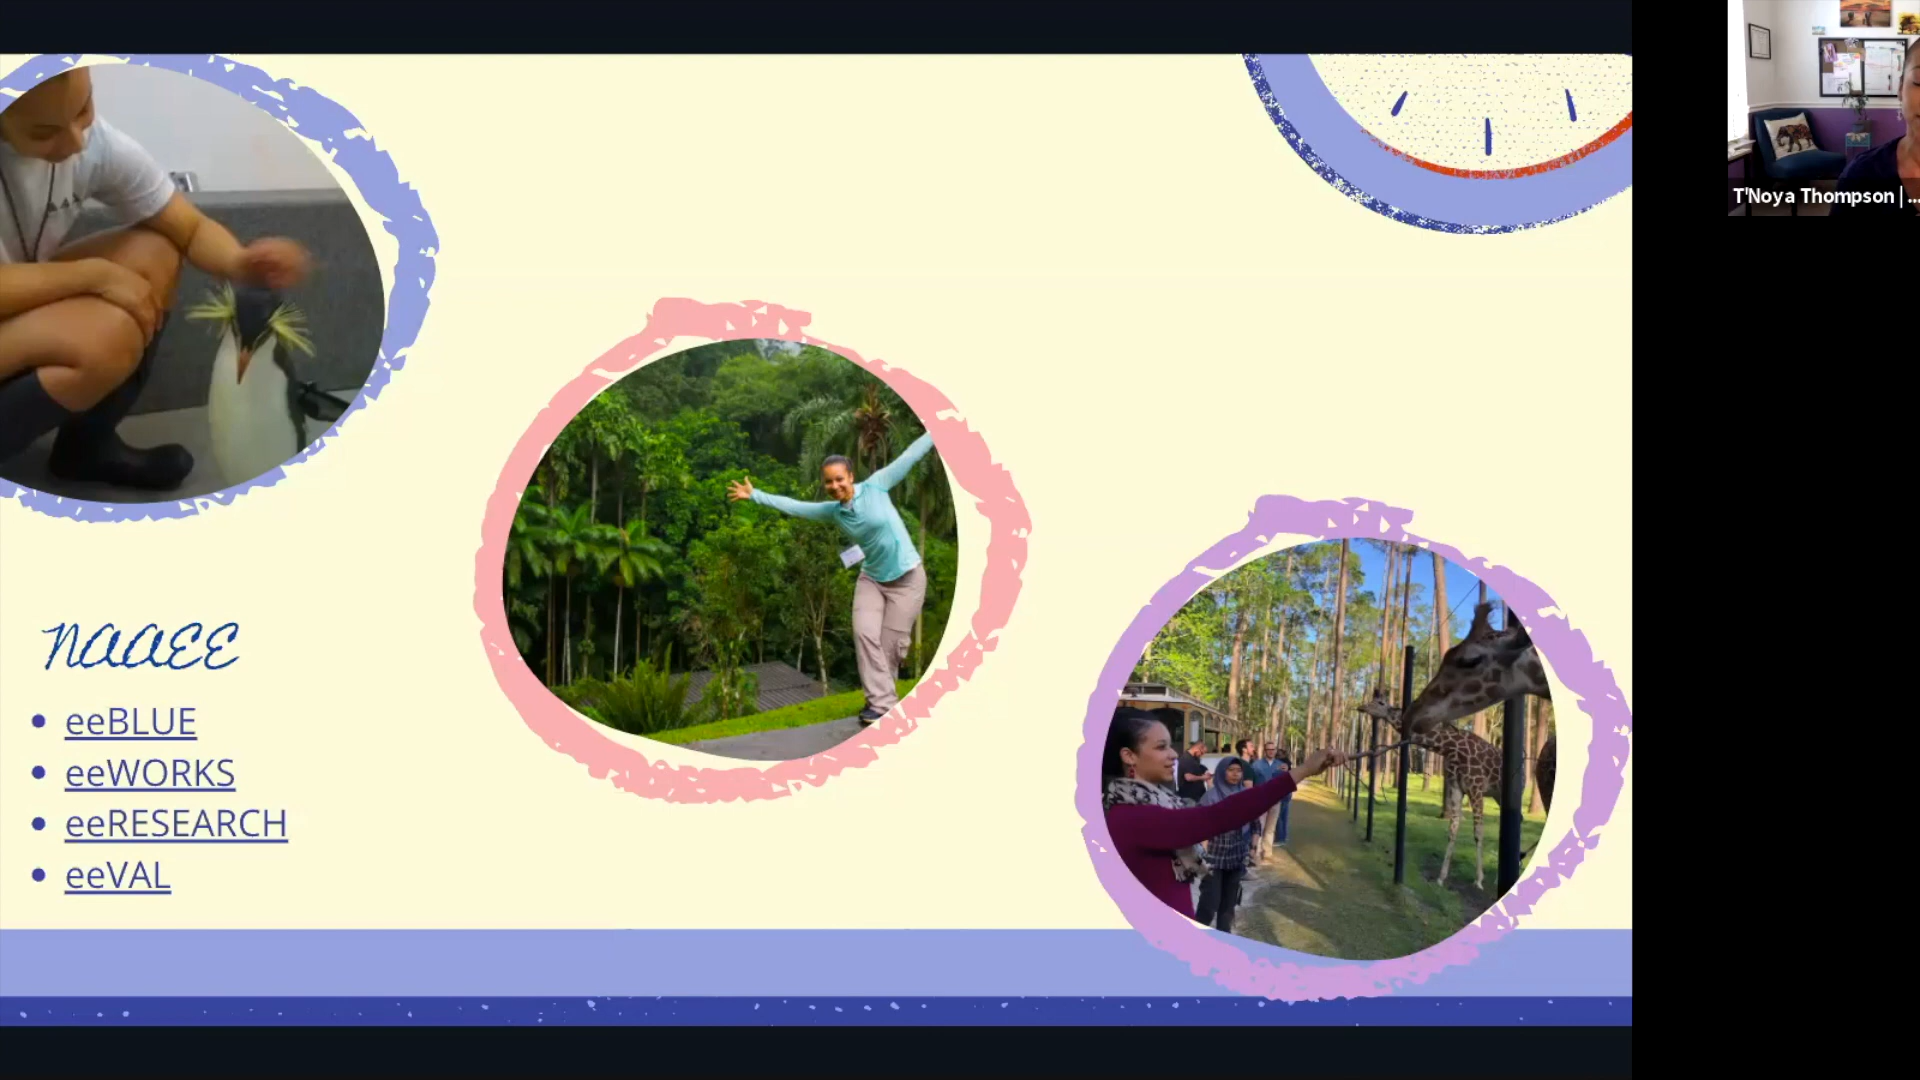 T'Noya Thompson | ...
NAAEE
eeBLUE
eeWORKS
eeRESEARCH
eeVAL